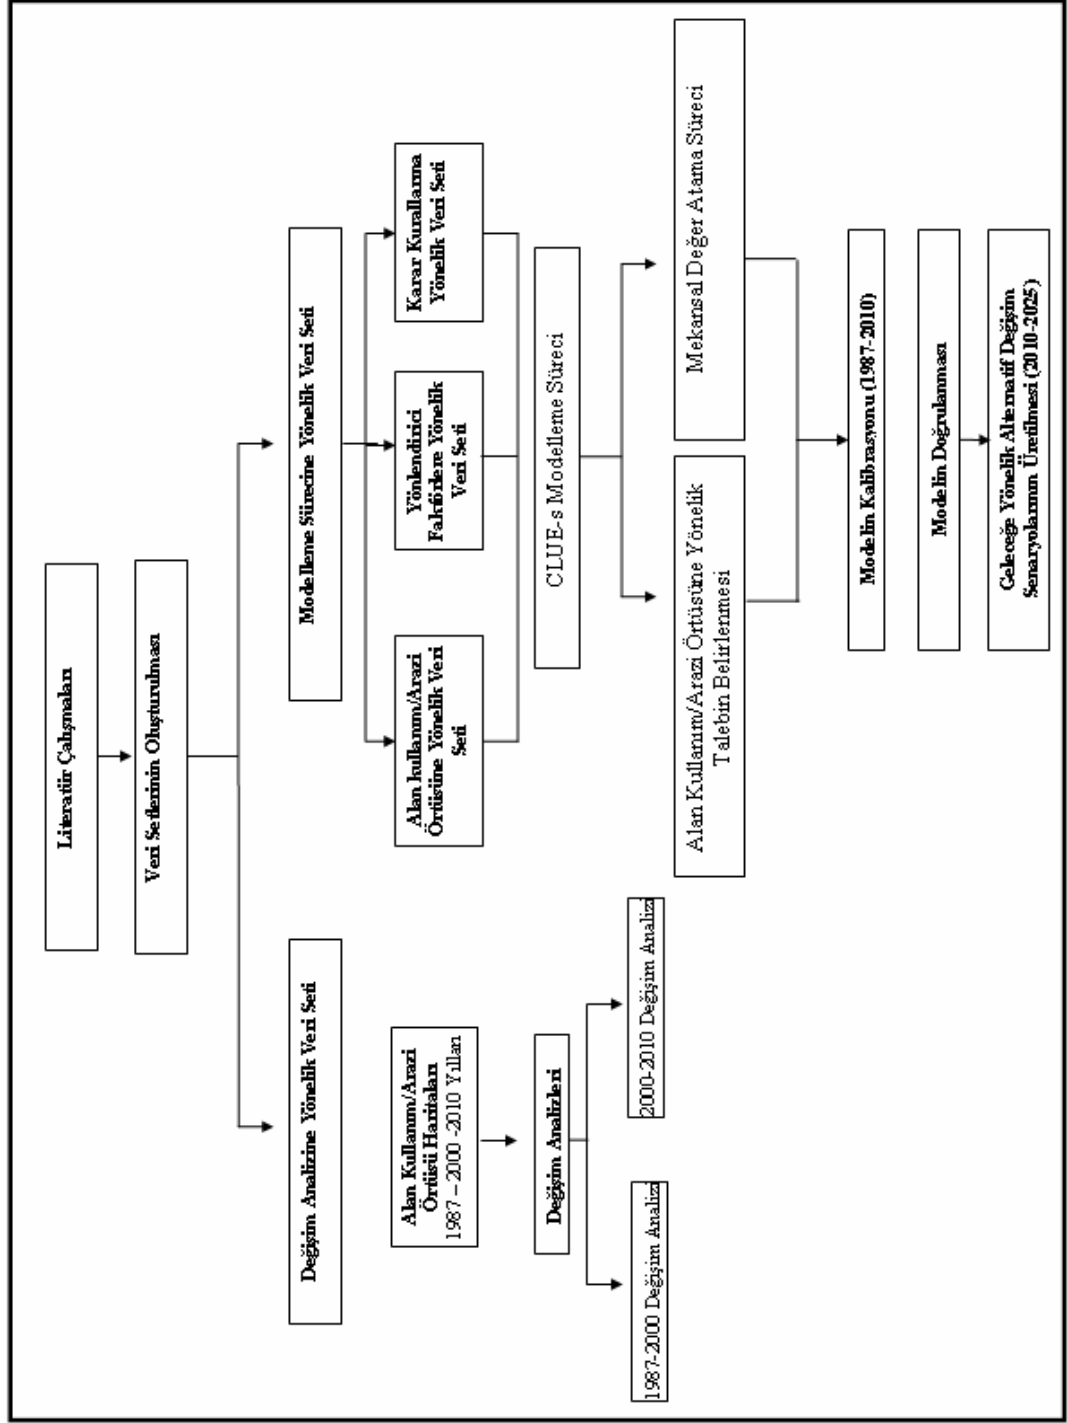 Literatür Çalışmaları
Veri Setlerinin Oluşturulması
Değişim Analizine Yönelik Veri Seti
Modelleme Sürecine Yönelik Veri Seti
Alan Kullanım/Arazi
Örtüsü Haritaları
1987 – 2000 -2010 Yılları
Alan kullanım/Arazi
Örtüsüne Yönelik Veri
Seti
Yönlendirici
Faktörlere Yönelik
Veri Seti
Karar Kurallarına
Yönelik Veri Seti
Değişim Analizleri
CLUE-s Modelleme Süreci
1987-2000 Değişim Analizi
2000-2010 Değişim Analizi
Alan Kullanım/Arazi Örtüsüne Yönelik
Talebin Belirlenmesi
Mekansal Değer Atama Süreci
Modelin Kalibrasyonu (1987-2010)
Modelin Doğrulanması
Geleceğe Yönelik Alternatif Değişim
Senaryolarının Üretilmesi (2010-2025)